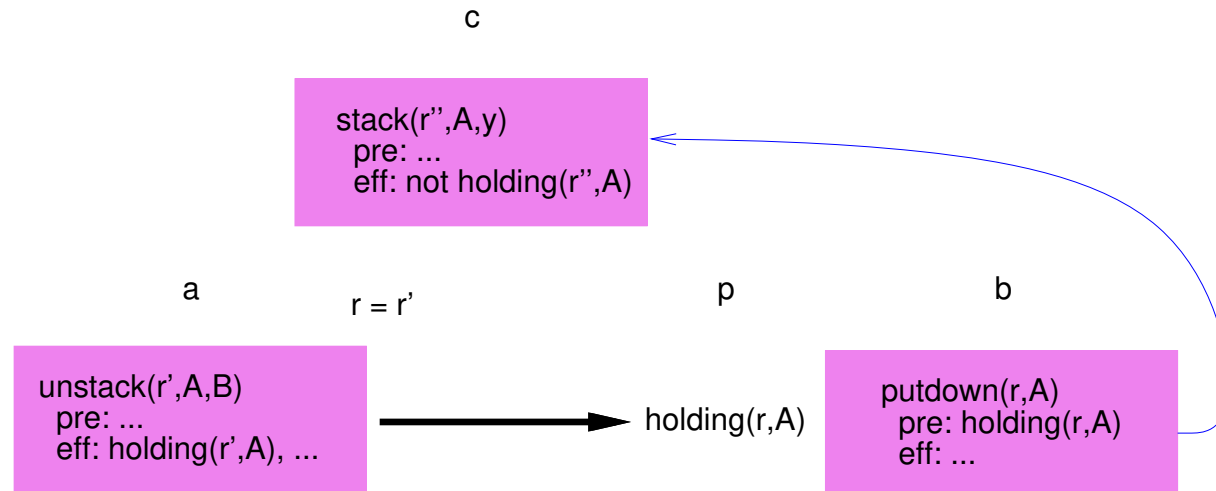 c
stack(r'',A,y)
pre: ...
eff: not holding(r'',A)
a
r = r'
p
b
unstack(r',A,B)
pre: ...
eff: holding(r',A), ...
holding(r,A)
putdown(r,A)
pre: holding(r,A)
eff: ...